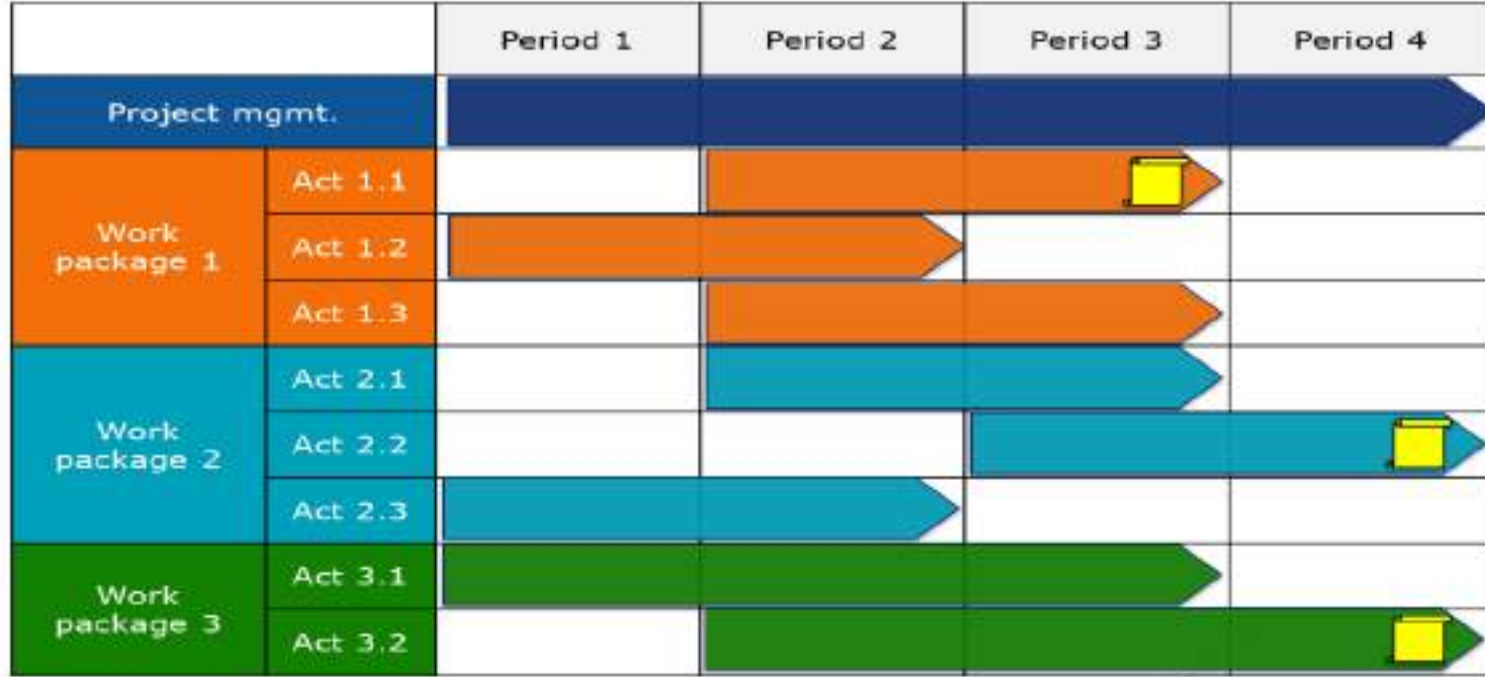 Period 1 Period 2 Period 3 Period 4
Project mgmt.
Work
package 1
Act 1.1
Act 1.2
Act 1.3
Work
package 2
Act 2.1
Act 2.2
Act 2.3
Work
package 3
Act 3.1
Act 3.2